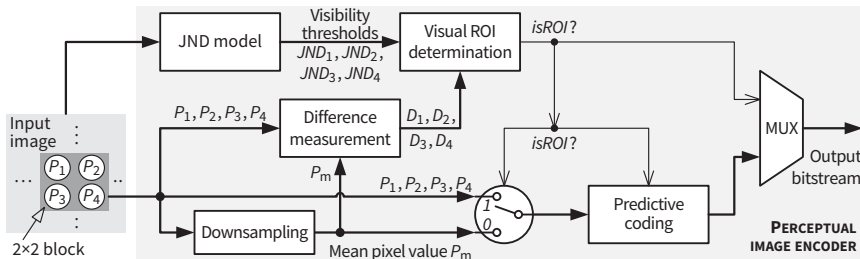 Visibility
thresholds
JND1, JND2,
JND3, JND4
JND model
Visual ROI
determination
isROI?
Input
image
P1, P2, P3, P4
Difference
measurement
D1, D2,
D3, D4
Pm
isROI?
MUX
Output
bitstream
...
P1 P2
P3 P4
...
2×2 block
P1, P2, P3, P4
1
0
Downsampling
Mean pixel value Pm
Predictive
coding
PERCEPTUAL
IMAGE ENCODER